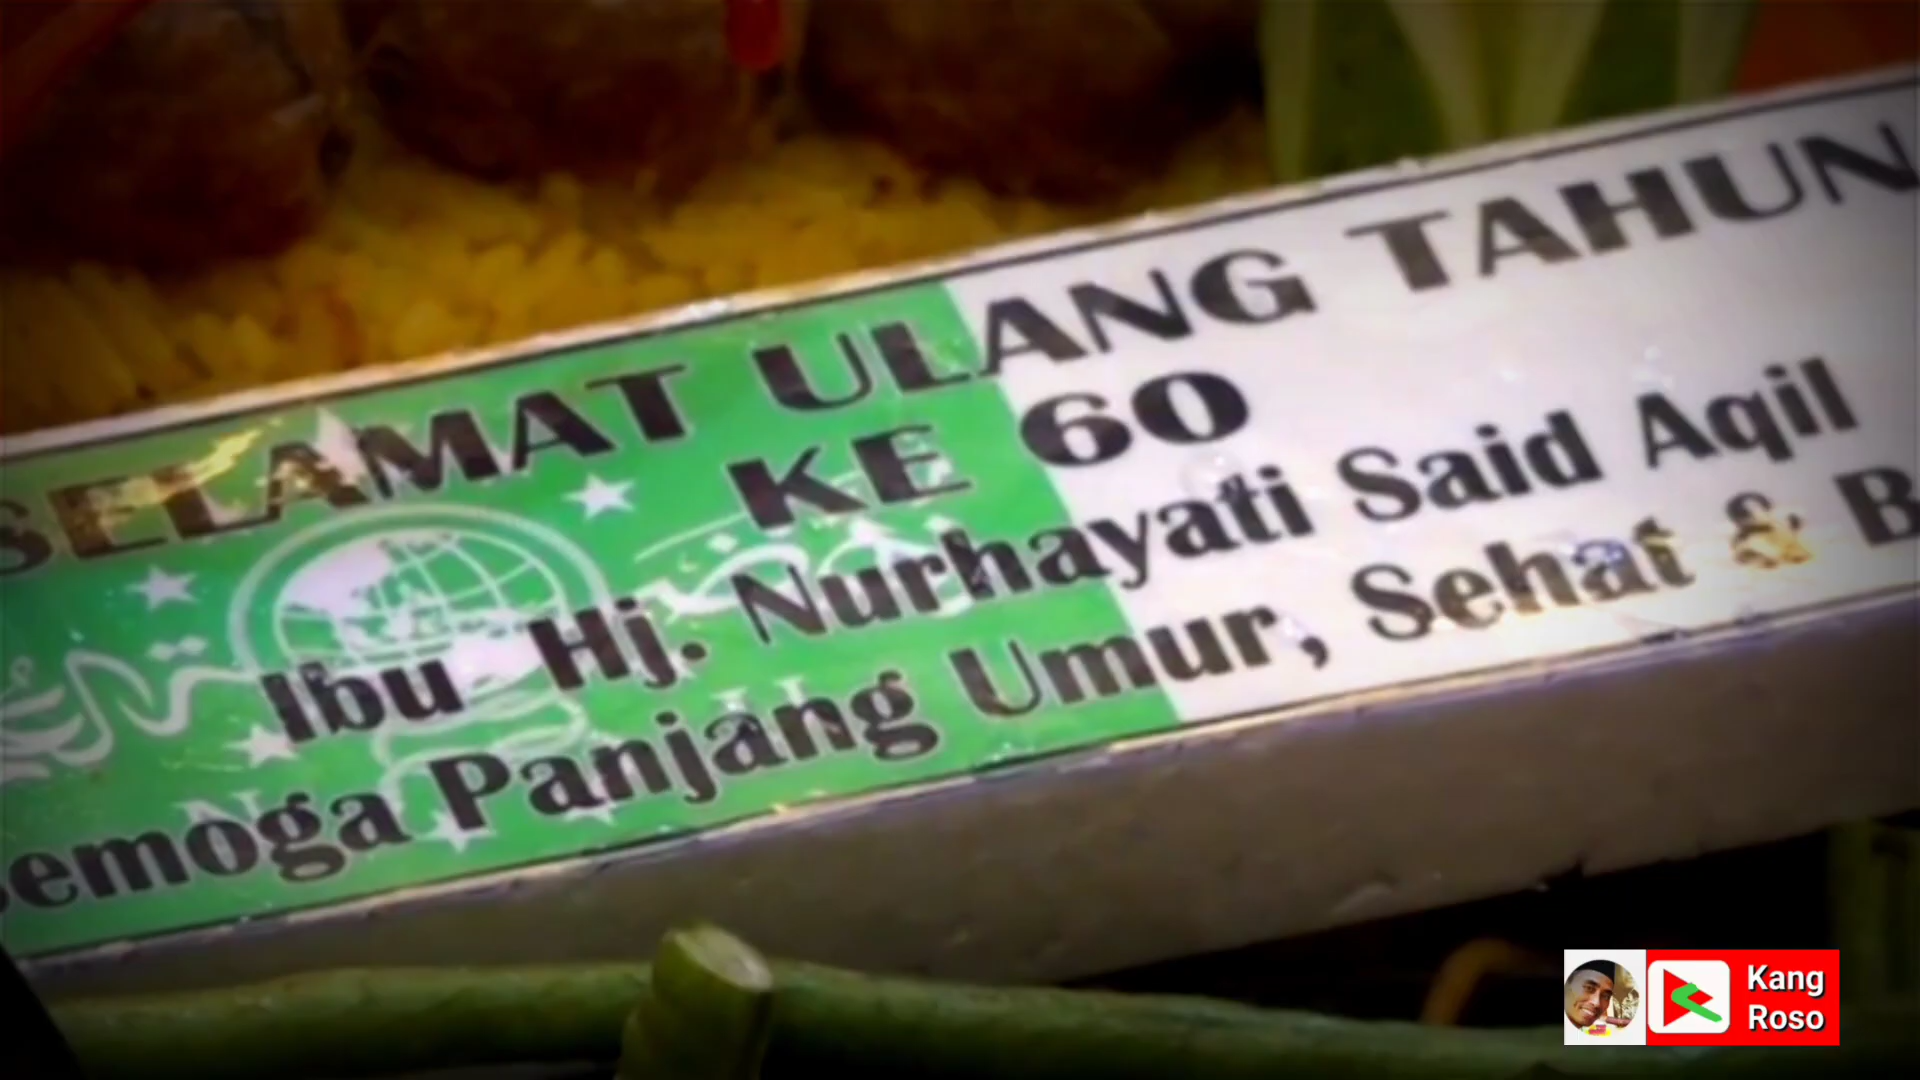 SELAMAT ULANG TAHUN
KE 60
Ibu Hj. Nurhayati Said Aqil
Semoga Panjang Umur, Sehat &
Kang
Roso